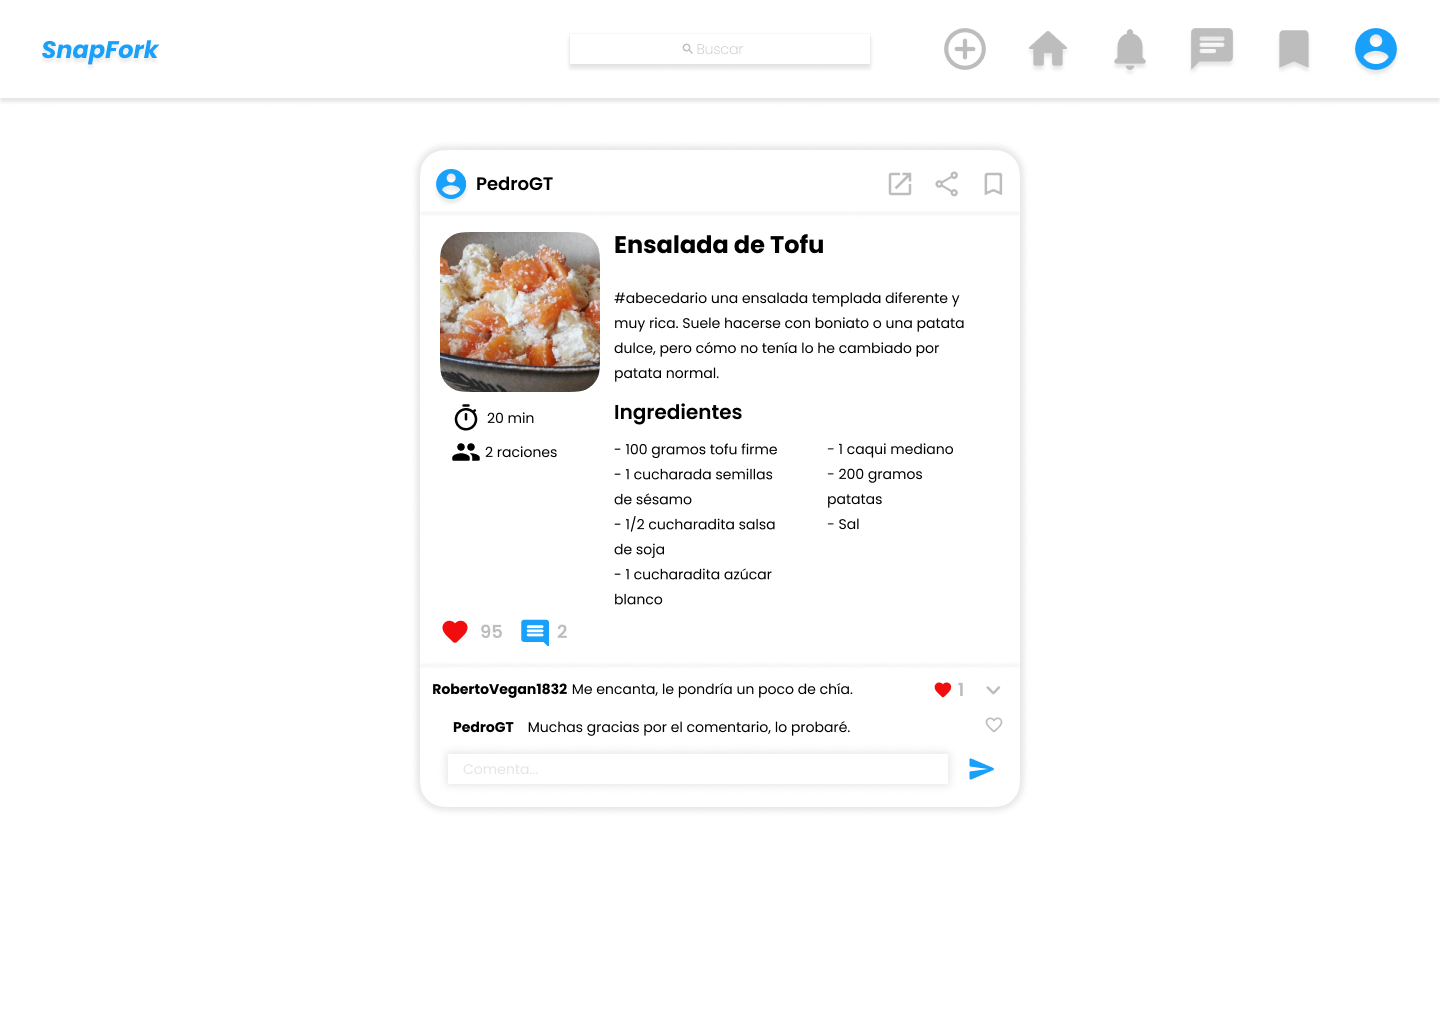 SnapFork
Buscar
PedroGT
Ensalada de Tofu
#abecedario una ensalada templada diferente y
muy rica. Suele hacerse con boniato o una patata
dulce, pero cómo no tenía lo he cambiado por
patata normal.
20 min
2 raciones
Ingredientes
- 100 gramos tofu firme
- 1 cucharada semillas
de sésamo
- 1/2 cucharadita salsa
de soja
- 1 cucharadita azúcar
blanco
- 1 caqui mediano
- 200 gramos
patatas
- Sal
95
2
RobertoVegan1832 Me encanta, le pondría un poco de chía.
1
PedroGT Muchas gracias por el comentario, lo probaré.
Comenta...